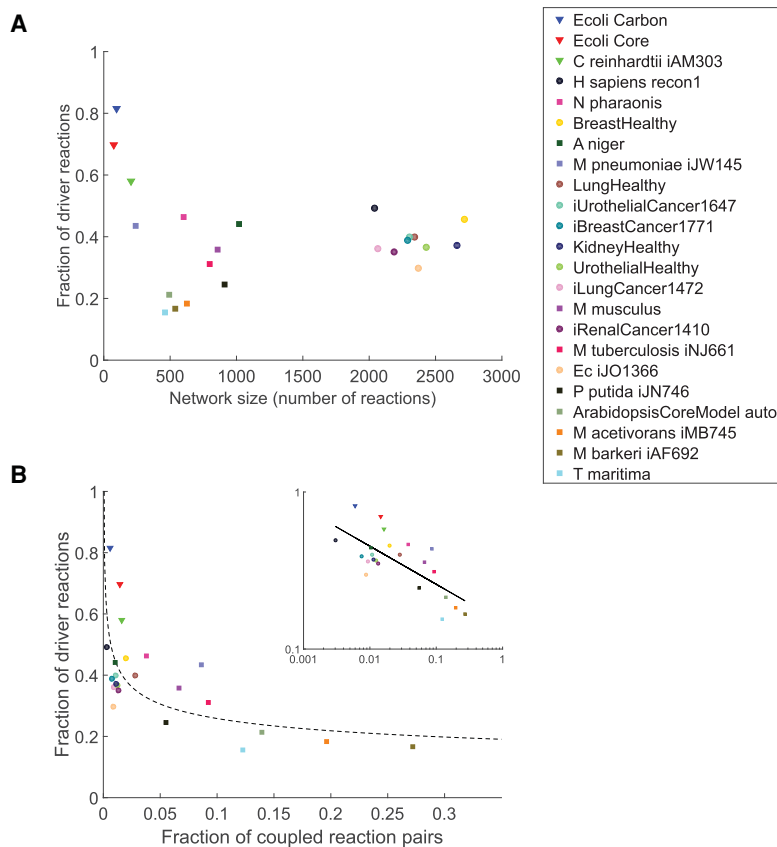 A
1
0.8
0.6
0.4
0.2
0
0
500
1000
1500
2000
2500
3000
Fraction of driver reactions
Network size (number of reactions)
Ecoli Carbon
Ecoli Core
C reinhardtii iAM303
H sapiens recon1
N pharaonis
BreastHealthy
A niger
M pneumoniae iJW145
LungHealthy
iUrothelialCancer1647
iBreastCancer1771
KidneyHealthy
UrothelialHealthy
iLungCancer1472
M musculus
iRenalCancer1410
M tuberculosis iNJ661
Ec iJO1366
P putida iJN746
ArabidopsisCoreModel auto
M acetivorans iMB745
M barkeri iAF692
T maritima
B
1
0.8
0.6
0.4
0.2
0
0
0.05
0.1
0.15
0.2
0.25
0.3
Fraction of driver reactions
Fraction of coupled reaction pairs
1
0.1
0.001
0.01
0.1
1